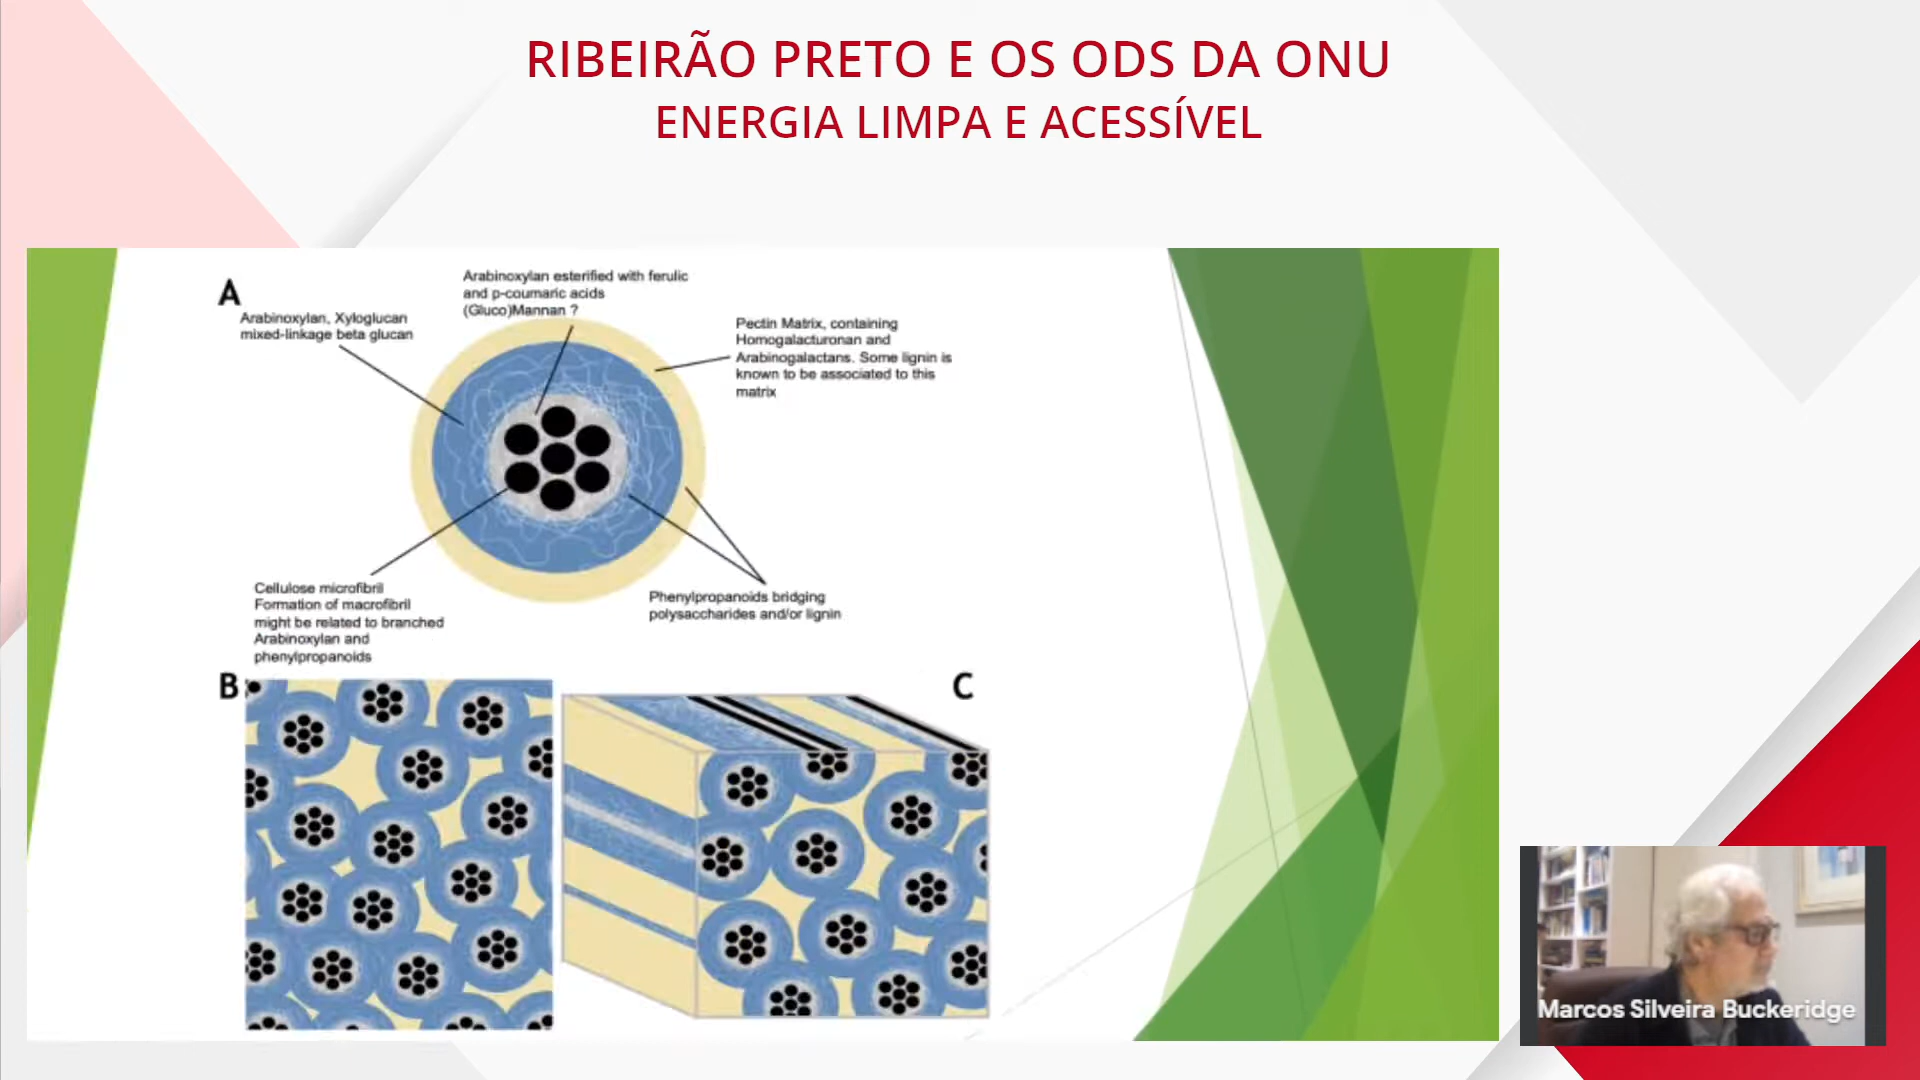 RIBEIRÃO PRETO E OS ODS DA ONU
ENERGIA LIMPA E ACESSÍVEL
A
Arabinoxylan, Xyloglucan
mixed-linkage beta glucan
Arabinoxylan esterified with ferulic
and p-coumaric acids
(Gluco)Mannan ?
Pectin Matrix, containing
Homogalacturonan and
Arabinogalactans. Some lignin is
known to be associated to this
matrix
Cellulose microfibril
Formation of macrofibril
might be related to branched
Arabinoxylan and
phenylpropanoids
Phenylpropanoids bridging
polysaccharides and/or lignin
B
C
Marcos Silveira Buckeridge